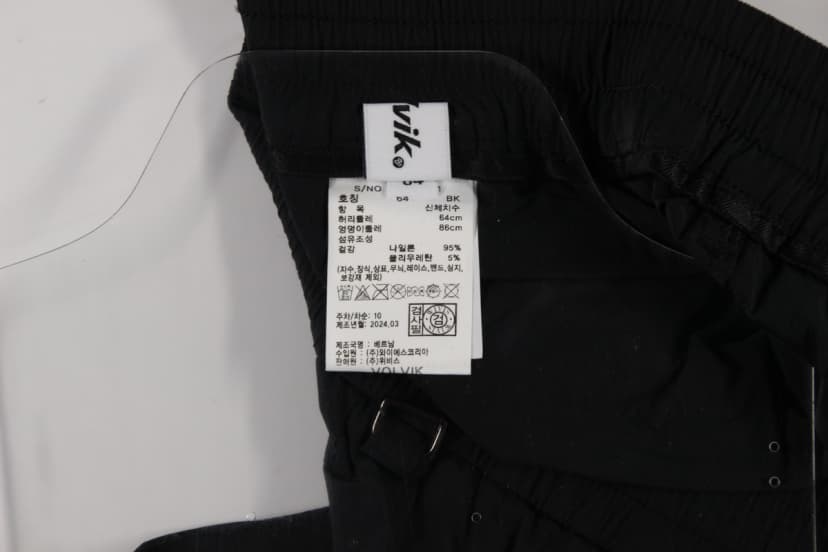 vik
S/NO
호칭 64 BK
항 목 신체치수
허리둘레 64cm
엉덩이둘레 86cm
섬유조성
겉감 나일론 95%
폴리우레탄 5%
(자수,장식,상표,무늬,레이스,밴드,심지,
보강재 제외)
검사필 검
주차/차순: 10
제조년월: 2024.03
제조국명 : 베트남
수입원 : (주)와이에스코리아
판매원 : (주)위비스
VOLVIK